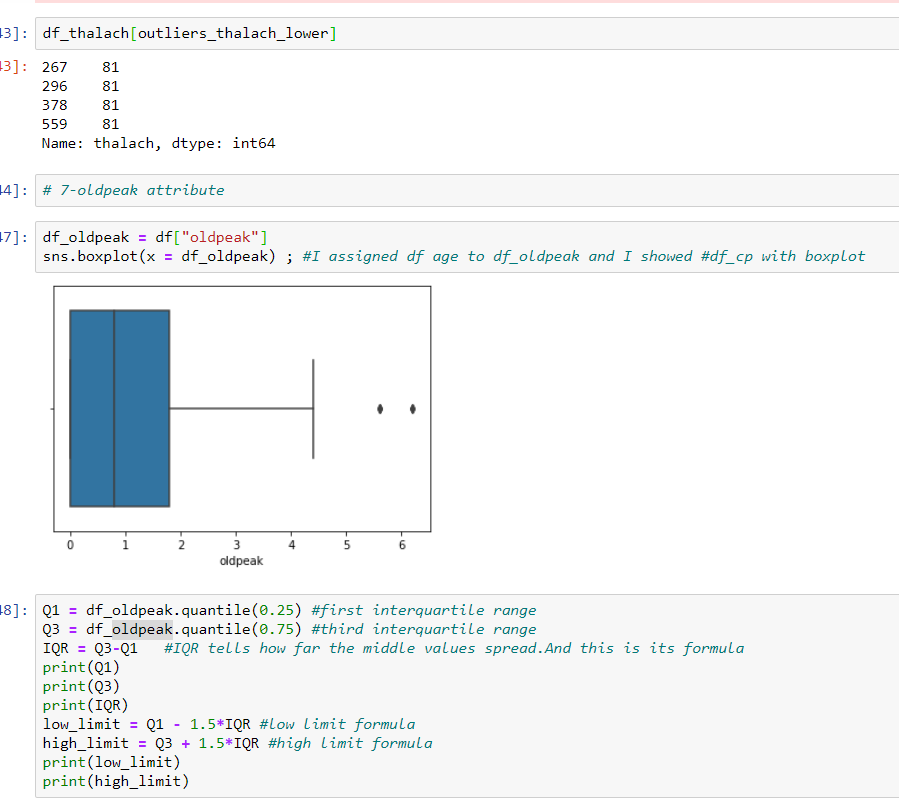 43]: df_thalach[outliers_thalach_lower]
43]: 267 81
296 81
378 81
559 81
Name: thalach, dtype: int64
44]: # 7-oldpeak attribute
47]: df_oldpeak = df["oldpeak"]
sns.boxplot(x = df_oldpeak) ; #I assigned df age to df_oldpeak and I showed #df_cp with boxplot
0 1 2 3 4 5 6
oldpeak
48]: Q1 = df_oldpeak.quantile(0.25) #first interquartile range
Q3 = df_oldpeak.quantile(0.75) #third interquartile range
IQR = Q3-Q1 #IQR tells how far the middle values spread.And this is its formula
print(Q1)
print(Q3)
print(IQR)
low_limit = Q1 - 1.5*IQR #low limit formula
high_limit = Q3 + 1.5*IQR #high limit formula
print(low_limit)
print(high_limit)